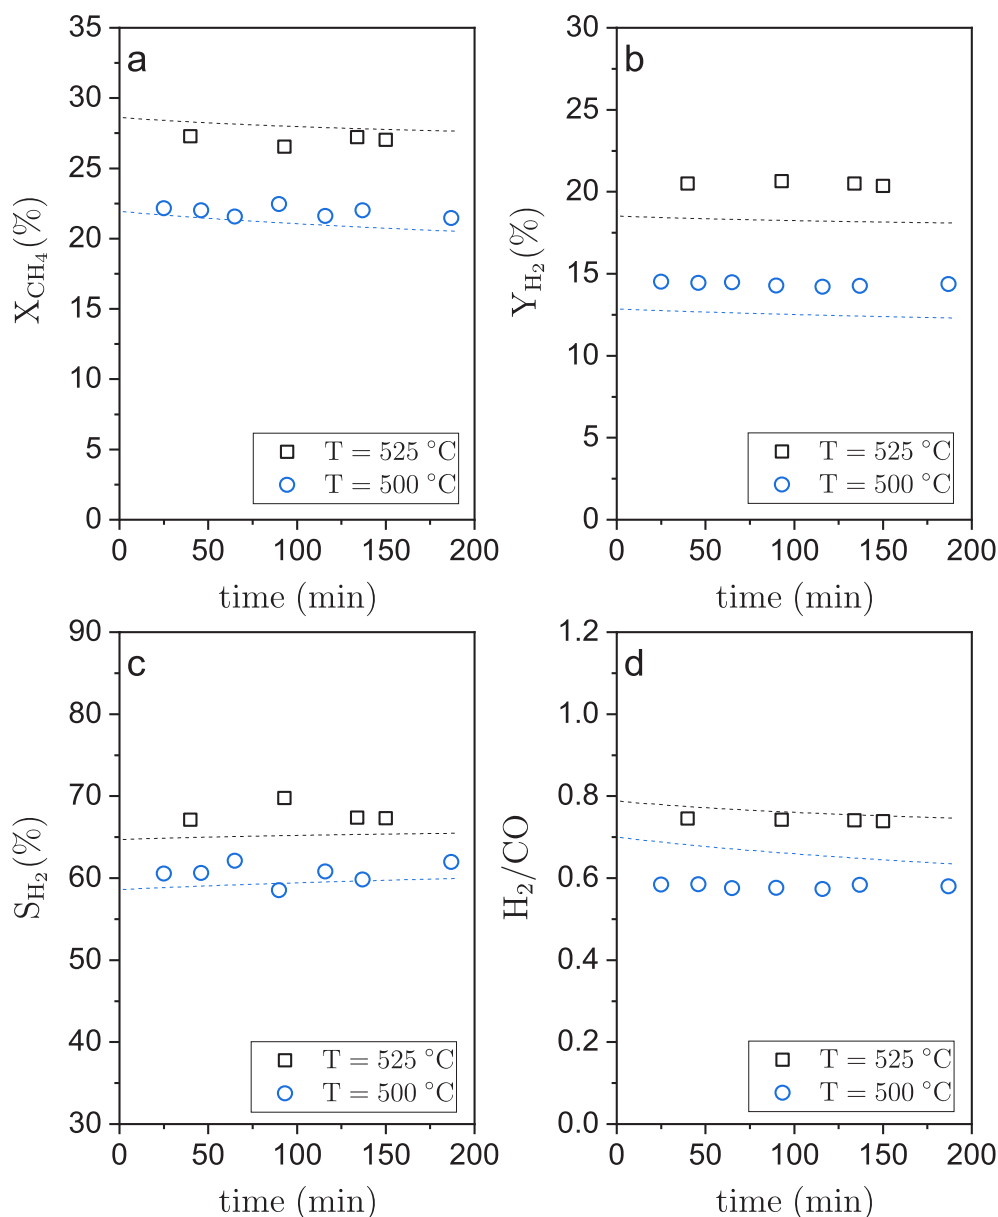 a
35
30
25
20
15
10
5
0
X_CH₄(%)
T = 525 °C
T = 500 °C
0 50 100 150 200
time (min)
b
30
25
20
15
10
5
0
Y_H₂(%)
T = 525 °C
T = 500 °C
0 50 100 150 200
time (min)
c
90
80
70
60
50
40
30
S_H₂(%)
T = 525 °C
T = 500 °C
0 50 100 150 200
time (min)
d
1.2
1.0
0.8
0.6
0.4
0.2
0.0
H₂/CO
T = 525 °C
T = 500 °C
0 50 100 150 200
time (min)